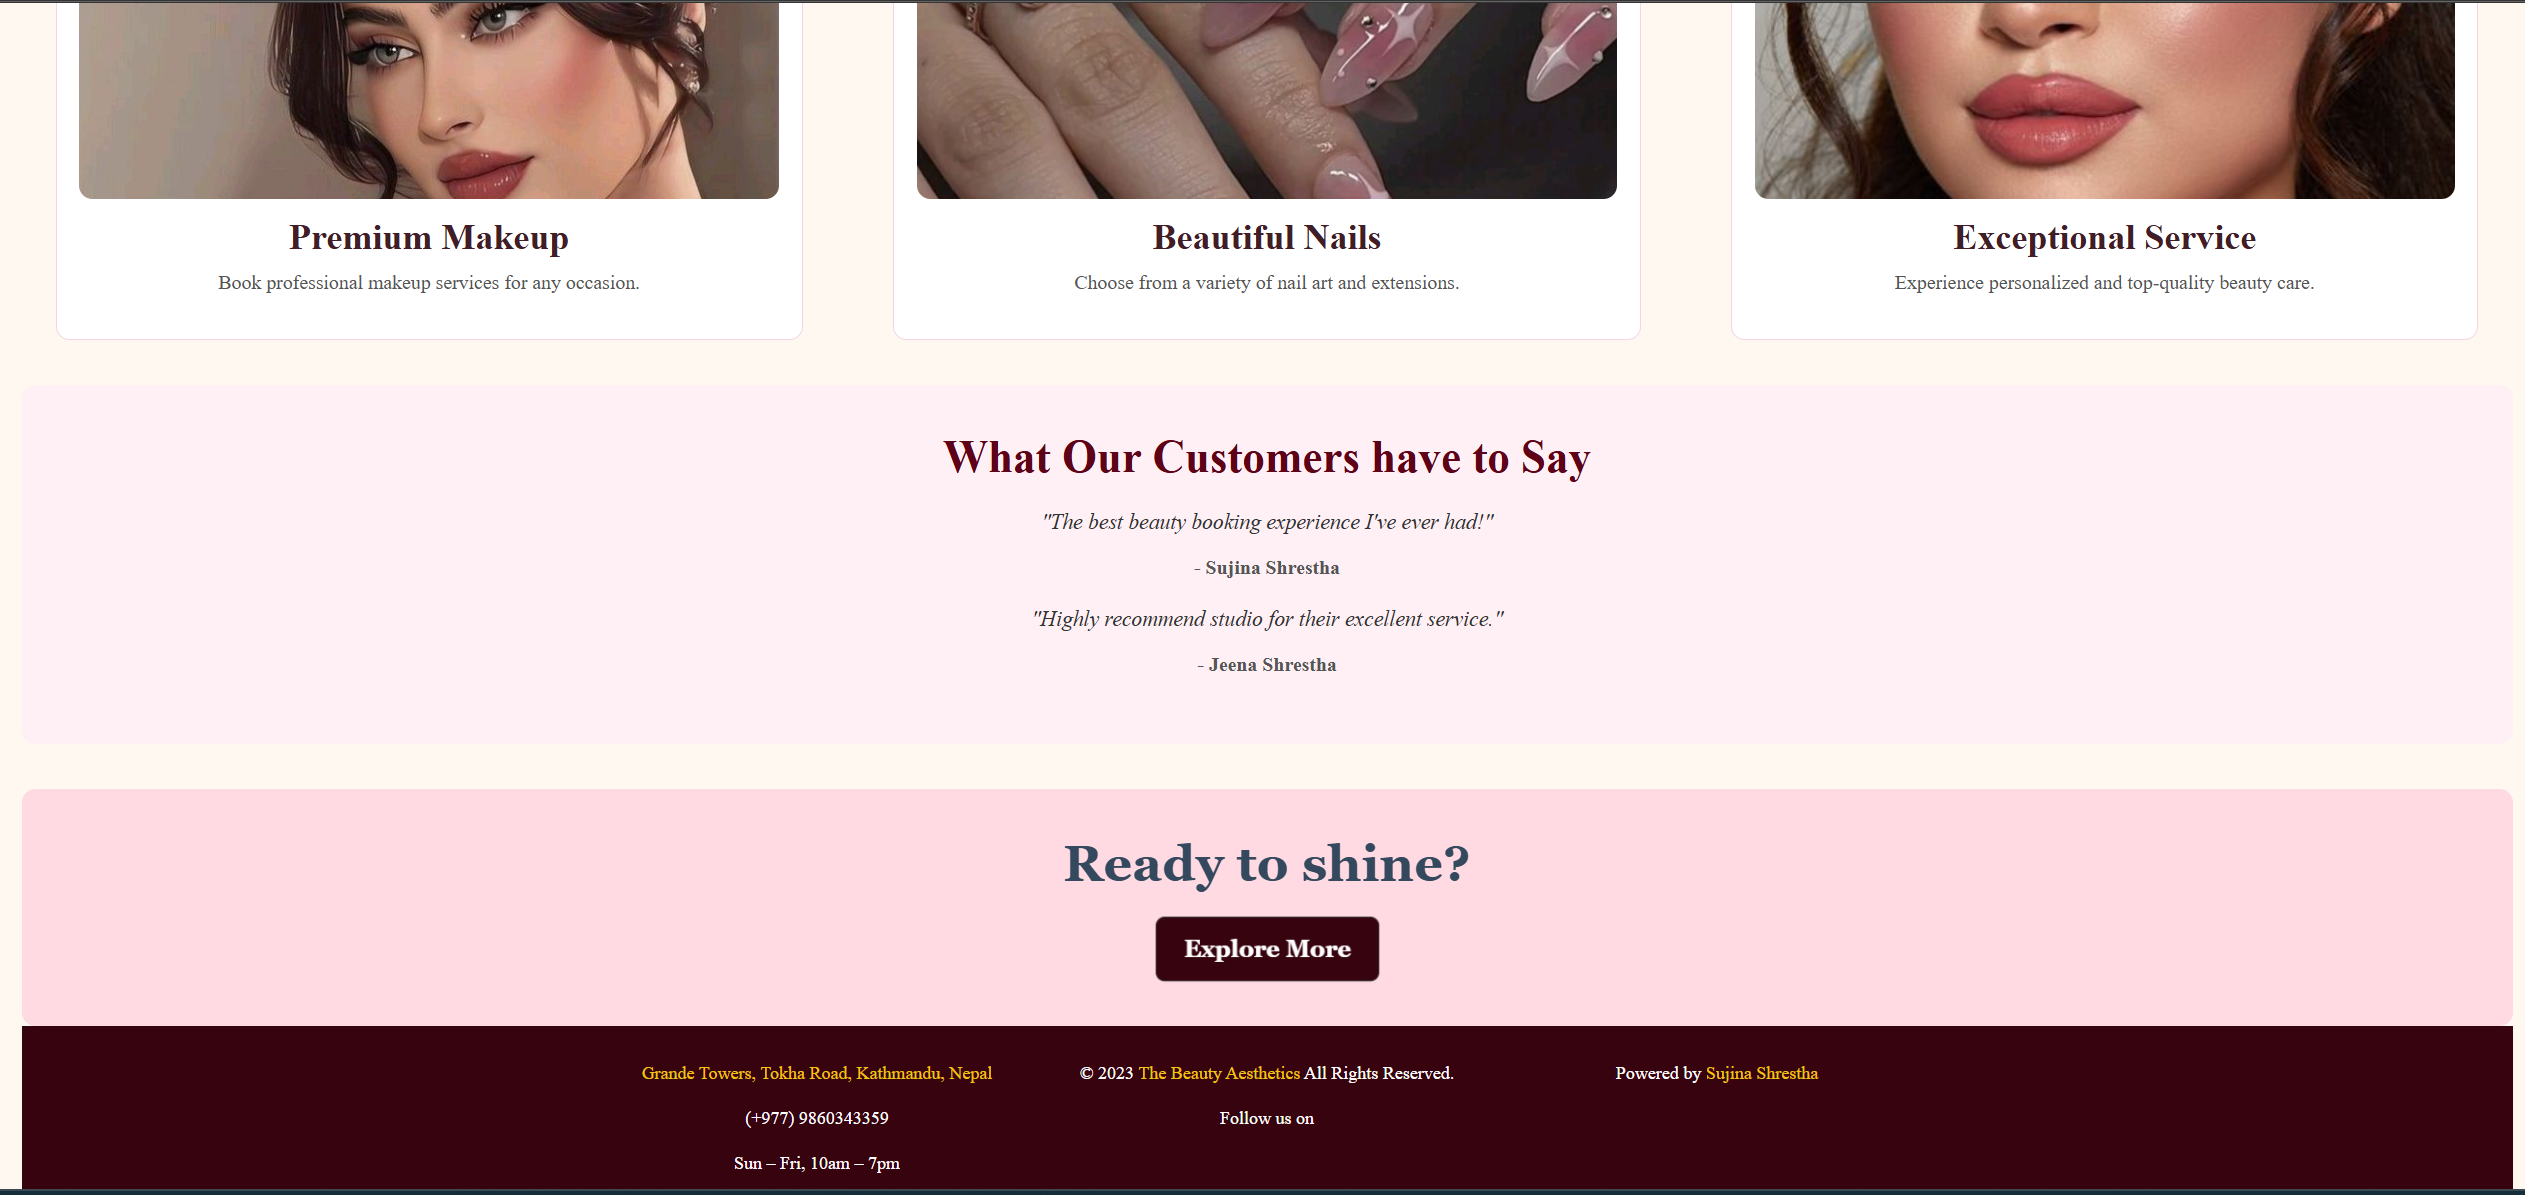 Premium Makeup
Book professional makeup services for any occasion.
Beautiful Nails
Choose from a variety of nail art and extensions.
Exceptional Service
Experience personalized and top-quality beauty care.
What Our Customers have to Say
"The best beauty booking experience I've ever had!"
- Sujina Shrestha
"Highly recommend studio for their excellent service."
- Jeena Shrestha
Ready to shine?
Explore More
Grande Towers, Tokha Road, Kathmandu, Nepal
(+977) 9860343359
Sun – Fri, 10am – 7pm
© 2023 The Beauty Aesthetics All Rights Reserved.
Follow us on
Powered by Sujina Shrestha